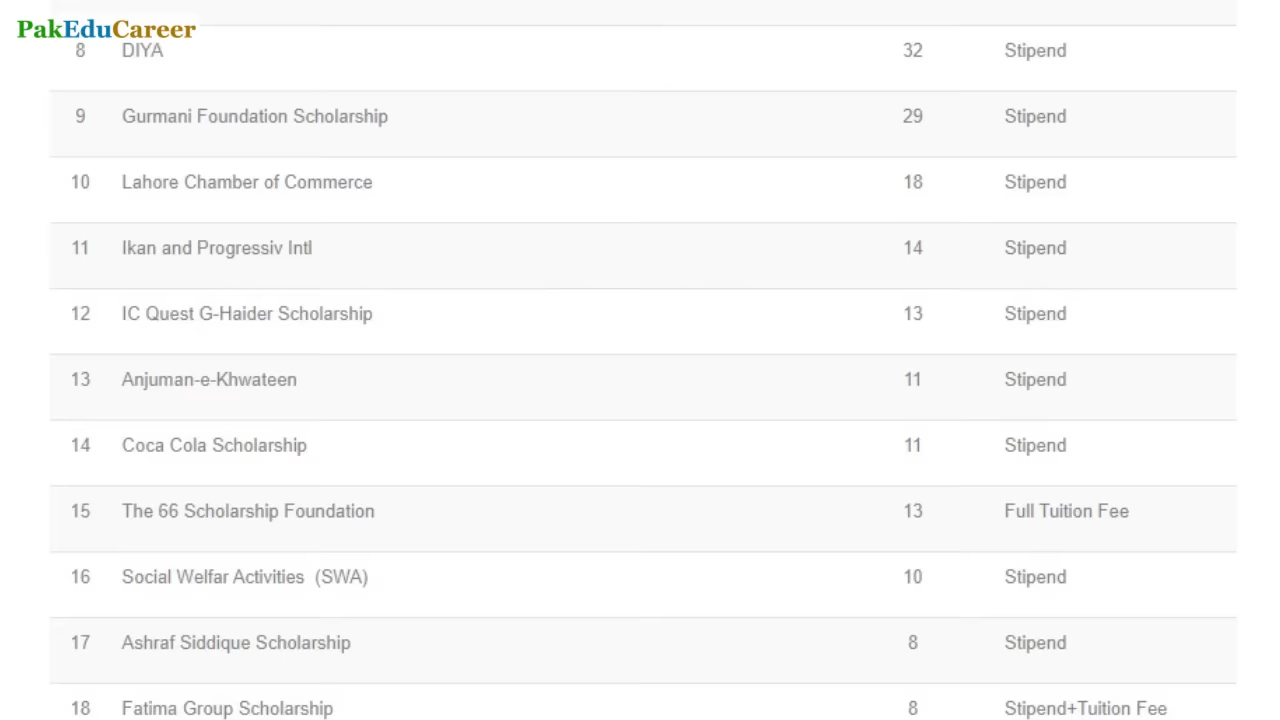 PakEduCareer
8 DIYA 32 Stipend
9 Gurmani Foundation Scholarship 29 Stipend
10 Lahore Chamber of Commerce 18 Stipend
11 Ikan and Progressiv Intl 14 Stipend
12 IC Quest G-Haider Scholarship 13 Stipend
13 Anjuman-e-Khwateen 11 Stipend
14 Coca Cola Scholarship 11 Stipend
15 The 66 Scholarship Foundation 13 Full Tuition Fee
16 Social Welfar Activities  (SWA) 10 Stipend
17 Ashraf Siddique Scholarship 8 Stipend
18 Fatima Group Scholarship 8 Stipend+Tuition Fee